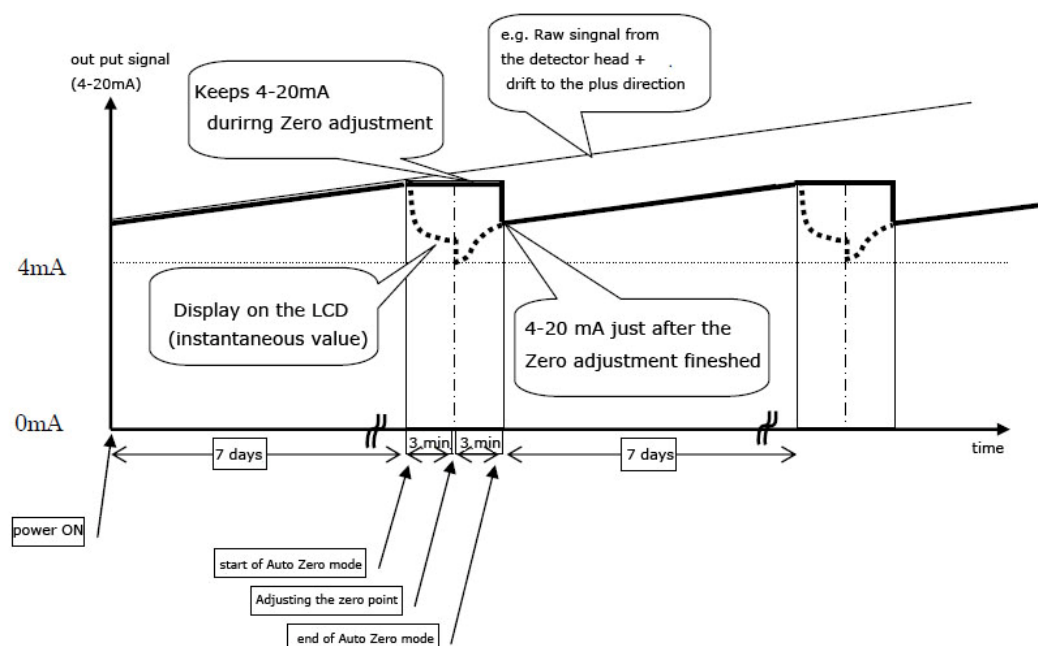 out put signal
(4-20mA)
Keeps 4-20mA
durirng Zero adjustment
e.g. Raw singnal from
the detector head + .
drift to the plus direction
4mA
Display on the LCD
(instantaneous value)
4-20 mA just after the
Zero adjustment fineshed
0mA
time
7 days
3 min
3 min
7 days
power ON
start of Auto Zero mode
Adjusting the zero point
end of Auto Zero mode